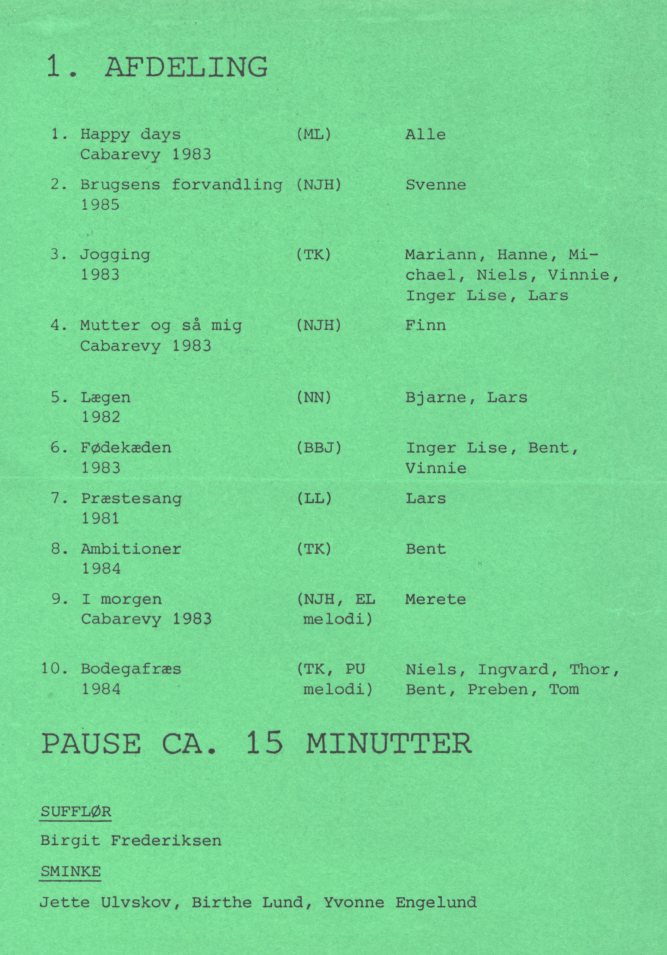 1. AFDELING
1. Happy days (ML) Alle
Cabarevy 1983
2. Brugsens forvandling (NJH) Svenne
1985
3. Jogging (TK) Mariann, Hanne, Mi-
1983 chael, Niels, Vinnie,
Inger Lise, Lars
4. Mutter og så mig (NJH) Finn
Cabarevy 1983
5. Lægen (NN) Bjarne, Lars
1982
6. Fødekæden (BBJ) Inger Lise, Bent,
1983 Vinnie
7. Præstesang (LL) Lars
1981
8. Ambitioner (TK) Bent
1984
9. I morgen (NJH, EL Merete
Cabarevy 1983 melodi)
10. Bodegafræs (TK, PU Niels, Ingvard, Thor,
1984 melodi) Bent, Preben, Tom
PAUSE CA. 15 MINUTTER
SUFFLØR
Birgit Frederiksen
SMINKE
Jette Ulvskov, Birthe Lund, Yvonne Engelund